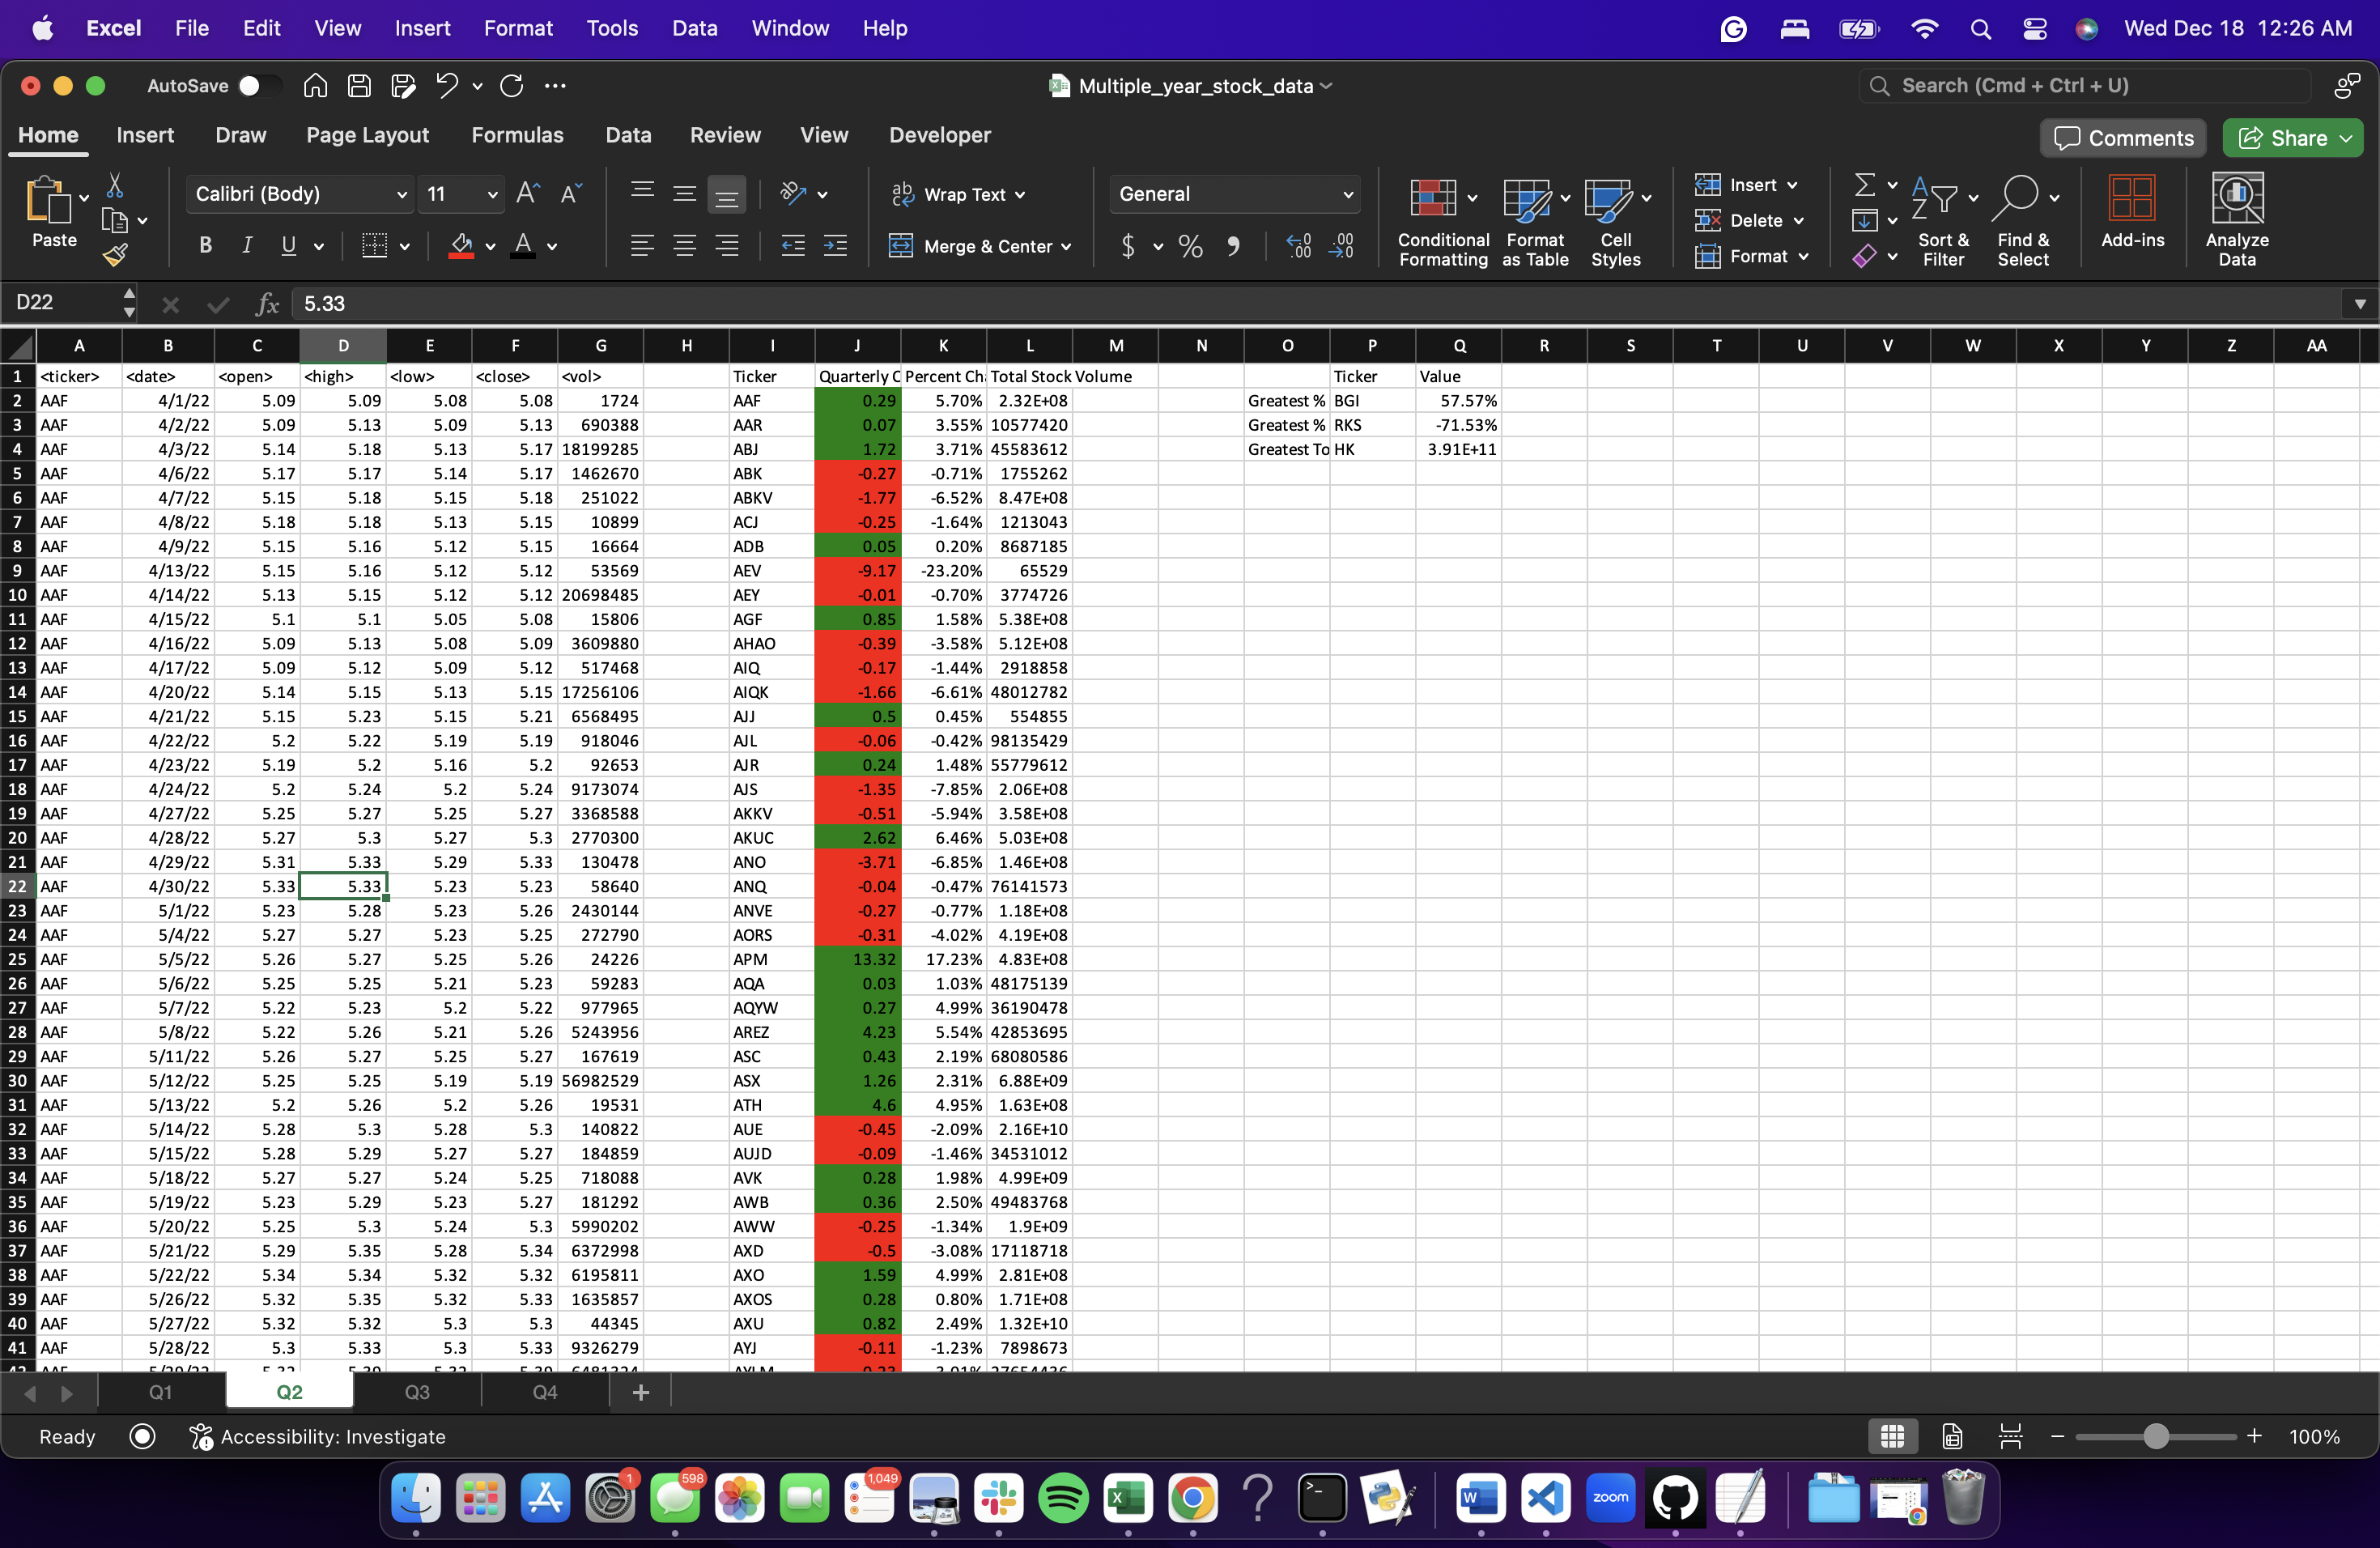 Excel File Edit View Insert Format Tools Data Window Help Wed Dec 18 12:26 AM
AutoSave Multiple_year_stock_data Search (Cmd + Ctrl + U)
Home Insert Draw Page Layout Formulas Data Review View Developer Comments Share
Paste Calibri (Body) 11 Wrap Text General Insert
B I U Merge & Center $ % Conditional Formatting Format as Table Cell Styles Delete Format Sort & Filter Find & Select Add-ins Analyze Data
D22 fx 5.33
A B C D E F G H I J K L M N O P Q R S T U V W X Y Z AA
1 <ticker> <date> <open> <high> <low> <close> <vol> Ticker Quarterly C Percent Ch Total Stock Volume Ticker Value
2 AAF 4/1/22 5.09 5.09 5.08 5.08 1724 AAF 0.29 5.70% 2.32E+08 Greatest % BGI 57.57%
3 AAF 4/2/22 5.09 5.13 5.09 5.13 690388 AAR 0.07 3.55% 10577420 Greatest % RKS -71.53%
4 AAF 4/3/22 5.14 5.18 5.13 5.17 18199285 ABJ 1.72 3.71% 45583612 Greatest To HK 3.91E+11
5 AAF 4/6/22 5.17 5.17 5.14 5.17 1462670 ABK -0.27 -0.71% 1755262
6 AAF 4/7/22 5.15 5.18 5.15 5.18 251022 ABKV -1.77 -6.52% 8.47E+08
7 AAF 4/8/22 5.18 5.18 5.13 5.15 10899 ACJ -0.25 -1.64% 1213043
8 AAF 4/9/22 5.15 5.16 5.12 5.15 16664 ADB 0.05 0.20% 8687185
9 AAF 4/13/22 5.15 5.16 5.12 5.12 53569 AEV -9.17 -23.20% 65529
10 AAF 4/14/22 5.13 5.15 5.12 5.12 20698485 AEY -0.01 -0.70% 3774726
11 AAF 4/15/22 5.1 5.1 5.05 5.08 15806 AGF 0.85 1.58% 5.38E+08
12 AAF 4/16/22 5.09 5.13 5.08 5.09 3609880 AHAO -0.39 -3.58% 5.12E+08
13 AAF 4/17/22 5.09 5.12 5.09 5.12 517468 AIQ -0.17 -1.44% 2918858
14 AAF 4/20/22 5.14 5.15 5.13 5.15 17256106 AIQK -1.66 -6.61% 48012782
15 AAF 4/21/22 5.15 5.23 5.15 5.21 6568495 AJJ 0.5 0.45% 554855
16 AAF 4/22/22 5.2 5.22 5.19 5.19 918046 AJL -0.06 -0.42% 98135429
17 AAF 4/23/22 5.19 5.2 5.16 5.2 92653 AJR 0.24 1.48% 55779612
18 AAF 4/24/22 5.2 5.24 5.2 5.24 9173074 AJS -1.35 -7.85% 2.06E+08
19 AAF 4/27/22 5.25 5.27 5.25 5.27 3368588 AKKV -0.51 -5.94% 3.58E+08
20 AAF 4/28/22 5.27 5.3 5.27 5.3 2770300 AKUC 2.62 6.46% 5.03E+08
21 AAF 4/29/22 5.31 5.33 5.29 5.33 130478 ANO -3.71 -6.85% 1.46E+08
22 AAF 4/30/22 5.33 5.33 5.23 5.23 58640 ANQ -0.04 -0.47% 76141573
23 AAF 5/1/22 5.23 5.28 5.23 5.26 2430144 ANVE -0.27 -0.77% 1.18E+08
24 AAF 5/4/22 5.27 5.27 5.23 5.25 272790 AORS -0.31 -4.02% 4.19E+08
25 AAF 5/5/22 5.26 5.27 5.25 5.26 24226 APM 13.32 17.23% 4.83E+08
26 AAF 5/6/22 5.25 5.25 5.21 5.23 59283 AQA 0.03 1.03% 48175139
27 AAF 5/7/22 5.22 5.23 5.2 5.22 977965 AQYW 0.27 4.99% 36190478
28 AAF 5/8/22 5.22 5.26 5.21 5.26 5243956 AREZ 4.23 5.54% 42853695
29 AAF 5/11/22 5.26 5.27 5.25 5.27 167619 ASC 0.43 2.19% 68080586
30 AAF 5/12/22 5.25 5.25 5.19 5.19 56982529 ASX 1.26 2.31% 6.88E+09
31 AAF 5/13/22 5.2 5.26 5.2 5.26 19531 ATH 4.6 4.95% 1.63E+08
32 AAF 5/14/22 5.28 5.3 5.28 5.3 140822 AUE -0.45 -2.09% 2.16E+10
33 AAF 5/15/22 5.28 5.29 5.27 5.27 184859 AUJD -0.09 -1.46% 34531012
34 AAF 5/18/22 5.27 5.27 5.24 5.25 718088 AVK 0.28 1.98% 4.99E+09
35 AAF 5/19/22 5.23 5.29 5.23 5.27 181292 AWB 0.36 2.50% 49483768
36 AAF 5/20/22 5.25 5.3 5.24 5.3 5990202 AWW -0.25 -1.34% 1.9E+09
37 AAF 5/21/22 5.29 5.35 5.28 5.34 6372998 AXD -0.5 -3.08% 17118718
38 AAF 5/22/22 5.34 5.34 5.32 5.32 6195811 AXO 1.59 4.99% 2.81E+08
39 AAF 5/26/22 5.32 5.35 5.32 5.33 1635857 AXOS 0.28 0.80% 1.71E+08
40 AAF 5/27/22 5.32 5.32 5.3 5.3 44345 AXU 0.82 2.49% 1.32E+10
41 AAF 5/28/22 5.3 5.33 5.3 5.33 9326279 AYJ -0.11 -1.23% 7898673
Q1 Q2 Q3 Q4 +
Ready Accessibility: Investigate 100%
1 598 1,049 W zoom